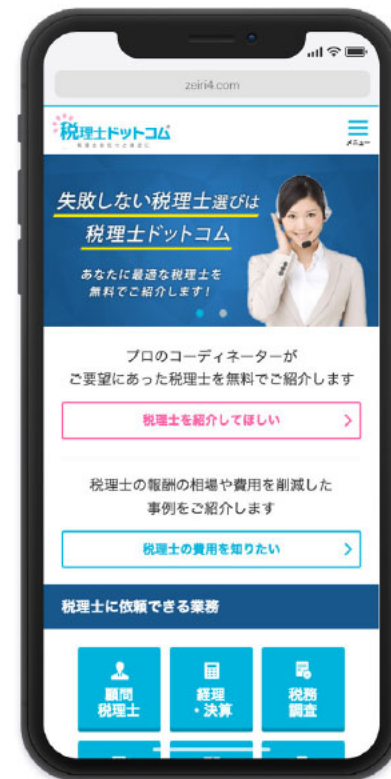 zeiri4.com
税理士ドットコム
メニュー
失敗しない税理士選びは
税理士ドットコム
あなたに最適な税理士を
無料でご紹介します!
プロのコーディネーターが
ご要望にあった税理士を無料でご紹介します
税理士を紹介してほしい
税理士の報酬の相場や費用を削減した
事例をご紹介します
税理士の費用を知りたい
税理士に依頼できる業務
顧問
税理士
経理
・決算
税務
調査